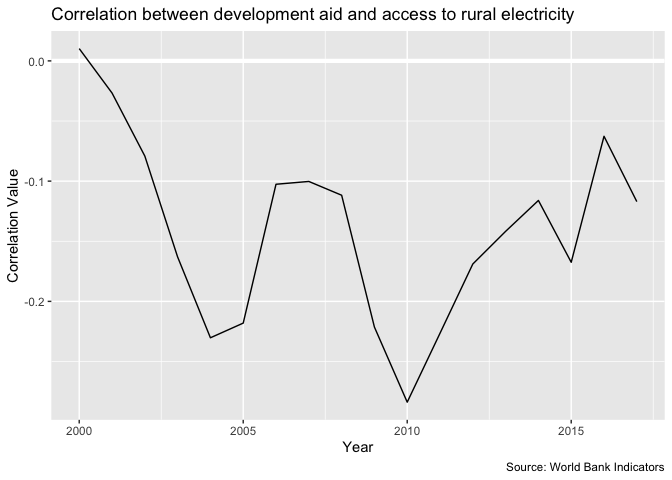 Correlation between development aid and access to rural electricity
0.0
-0.1
-0.2
Correlation Value
2000 2005 2010 2015
Year
Source: World Bank Indicators